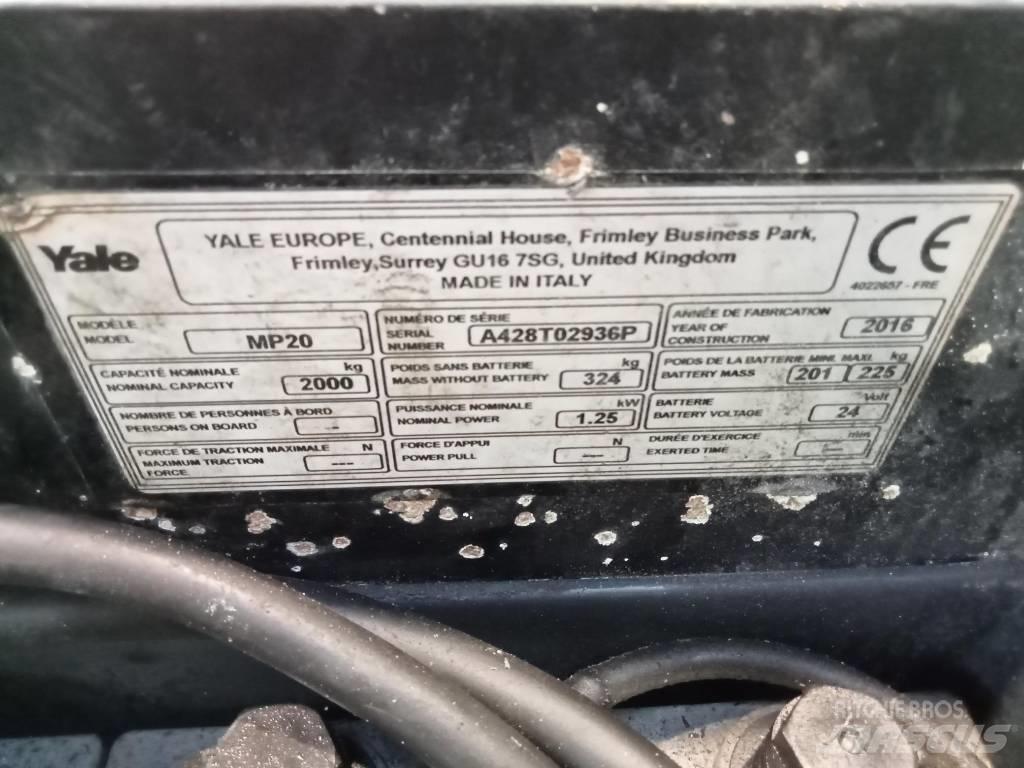 Yale
YALE EUROPE, Centennial House, Frimley Business Park,
Frimley,Surrey GU16 7SG, United Kingdom
MADE IN ITALY
CE
4022657 - FRE
MODÈLE
MODEL
MP20
NUMÉRO DE SÉRIE
SERIAL
NUMBER
A428T02936P
ANNÉE DE FABRICATION
YEAR OF
CONSTRUCTION
2016
CAPACITÉ NOMINALE kg
NOMINAL CAPACITY 2000
POIDS SANS BATTERIE kg
MASS WITHOUT BATTERY 324
POIDS DE LA BATTERIE MINI. MAXI. kg
BATTERY MASS 201 225
NOMBRE DE PERSONNES À BORD
PERSONS ON BOARD -
PUISSANCE NOMINALE kW
NOMINAL POWER 1.25
BATTERIE Volt
BATTERY VOLTAGE 24
FORCE DE TRACTION MAXIMALE N
MAXIMUM TRACTION
FORCE ---
FORCE D'APPUI N
POWER PULL ---
DURÉE D'EXERCICE min
EXERTED TIME
RITCHIE BROS.
MASCUS